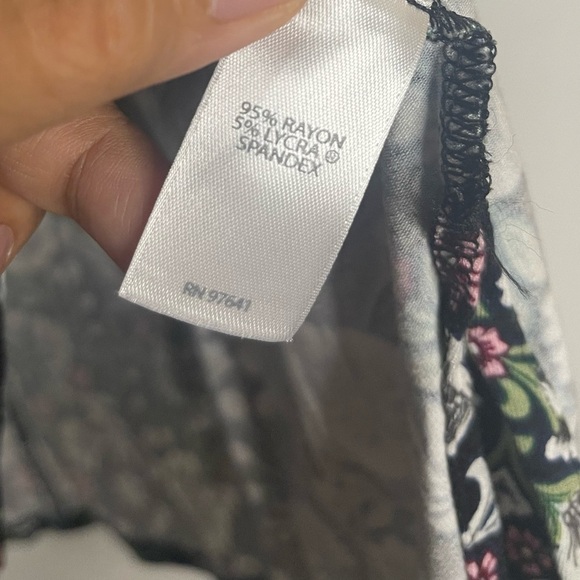 95% RAYON
5% LYCRA®
SPANDEX
RN 97641